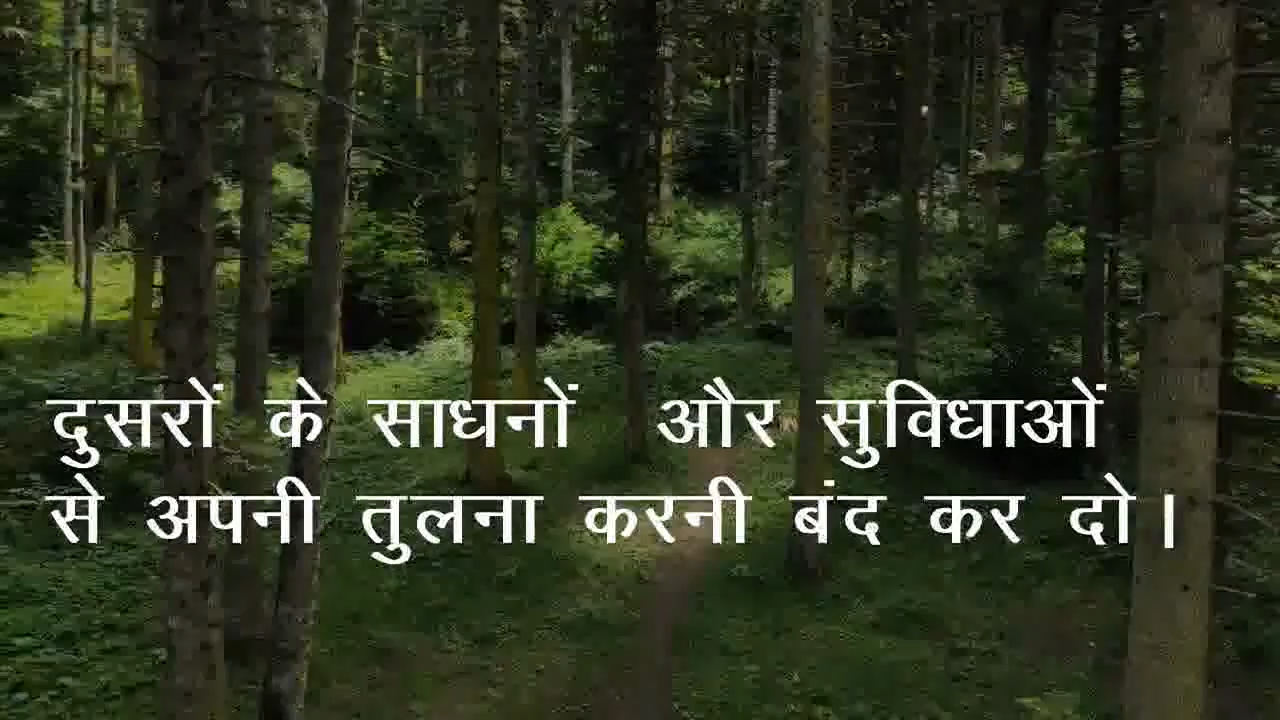 दुसरों के साधनों और सुविधाओं
से अपनी तुलना करनी बंद कर दो।